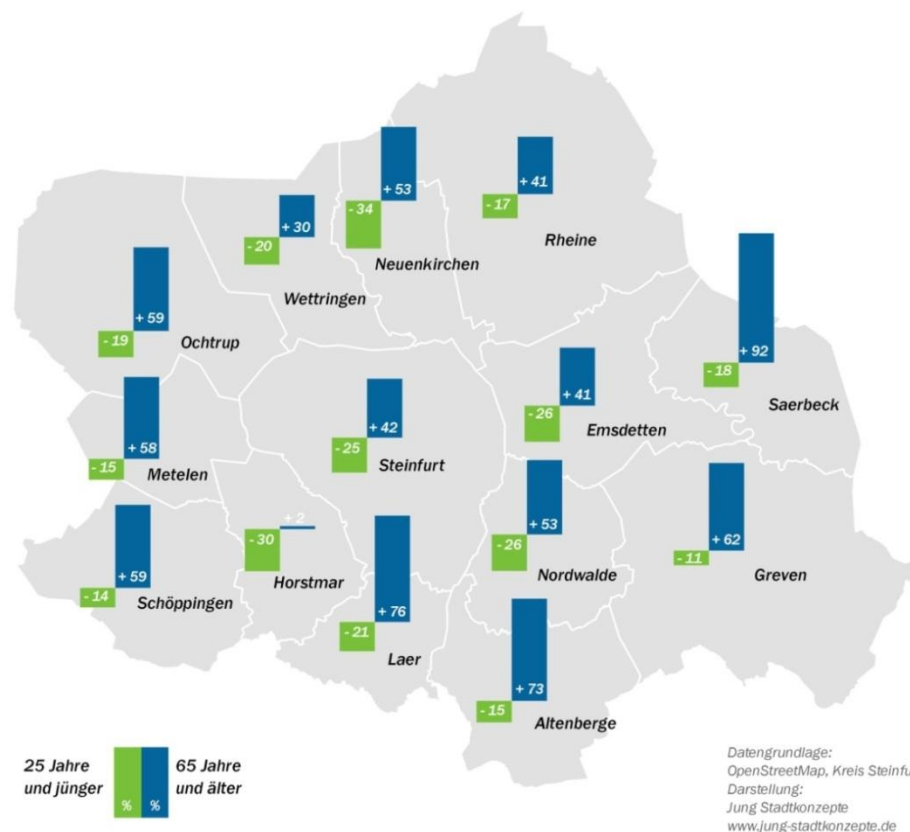 + 53
- 34
Neuenkirchen
+ 41
- 17
Rheine
+ 30
- 20
Wettringen
+ 59
- 19
Ochtrup
+ 92
- 18
Saerbeck
+ 41
- 26
Emsdetten
+ 42
- 25
Steinfurt
+ 58
- 15
Metelen
+ 2
- 30
Horstmar
+ 53
- 26
Nordwalde
+ 62
- 11
Greven
+ 59
- 14
Schöppingen
+ 76
- 21
Laer
+ 73
- 15
Altenberge
25 Jahre
und jünger
% %
65 Jahre
und älter
Datengrundlage:
OpenStreetMap, Kreis Steinfu
Darstellung:
Jung Stadtkonzepte
www.jung-stadtkonzepte.de